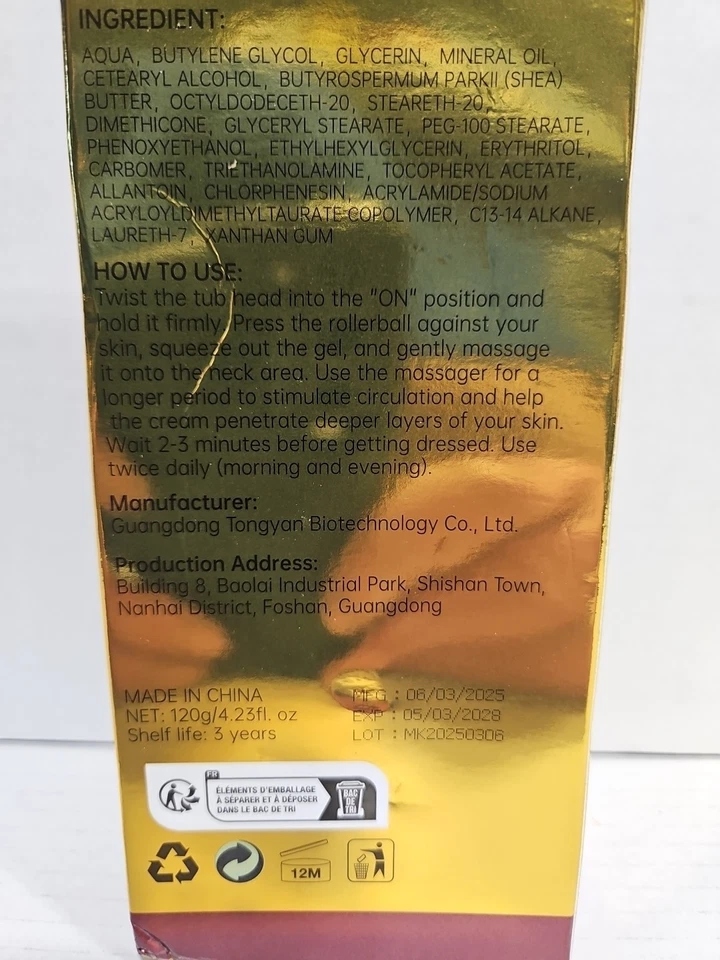 INGREDIENT:
AQUA, BUTYLENE GLYCOL, GLYCERIN, MINERAL OIL,
CETEARYL ALCOHOL, BUTYROSPERMUM PARKII (SHEA)
BUTTER, OCTYLDODECETH-20, STEARETH-20,
DIMETHICONE, GLYCERYL STEARATE, PEG-100 STEARATE,
PHENOXYETHANOL, ETHYLHEXYLGLYCERIN, ERYTHRITOL,
CARBOMER, TRIETHANOLAMINE, TOCOPHERYL ACETATE,
ALLANTOIN, CHLORPHENESIN, ACRYLAMIDE/SODIUM
ACRYLOYLDIMETHYLTAURATE COPOLYMER, C13-14 ALKANE,
LAURETH-7, XANTHAN GUM
HOW TO USE:
Twist the tub head into the "ON" position and
hold it firmly. Press the rollerball against your
skin, squeeze out the gel, and gently massage
it onto the neck area. Use the massager for a
longer period to stimulate circulation and help
the cream penetrate deeper layers of your skin.
Wait 2-3 minutes before getting dressed. Use
twice daily (morning and evening).
Manufacturer:
Guangdong Tongyan Biotechnology Co., Ltd.
Production Address:
Building 8, Baolai Industrial Park, Shishan Town,
Nanhai District, Foshan, Guangdong
MADE IN CHINA
NET: 120g/4.23fl. oz
Shelf life: 3 years
MFG : 06/03/2025
EXP : 05/03/2028
LOT : MK20250306
FR
ÉLÉMENTS D'EMBALLAGE
À SÉPARER ET À DÉPOSER
DANS LE BAC DE TRI
BAC
DE
TRI
12M